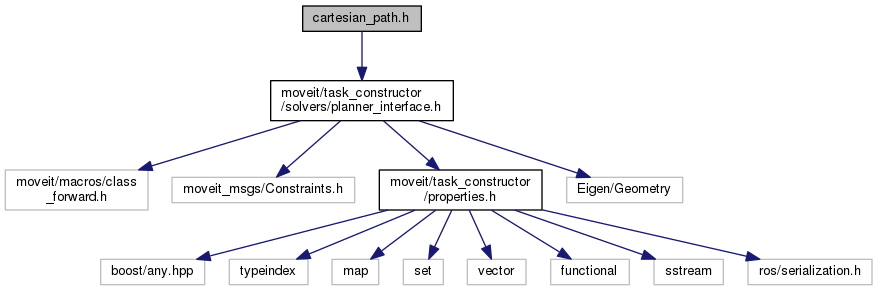 cartesian_path.h
moveit/task_constructor
/solvers/planner_interface.h
moveit/macros/class
_forward.h
moveit_msgs/Constraints.h
moveit/task_constructor
/properties.h
Eigen/Geometry
boost/any.hpp
typeindex
map
set
vector
functional
sstream
ros/serialization.h